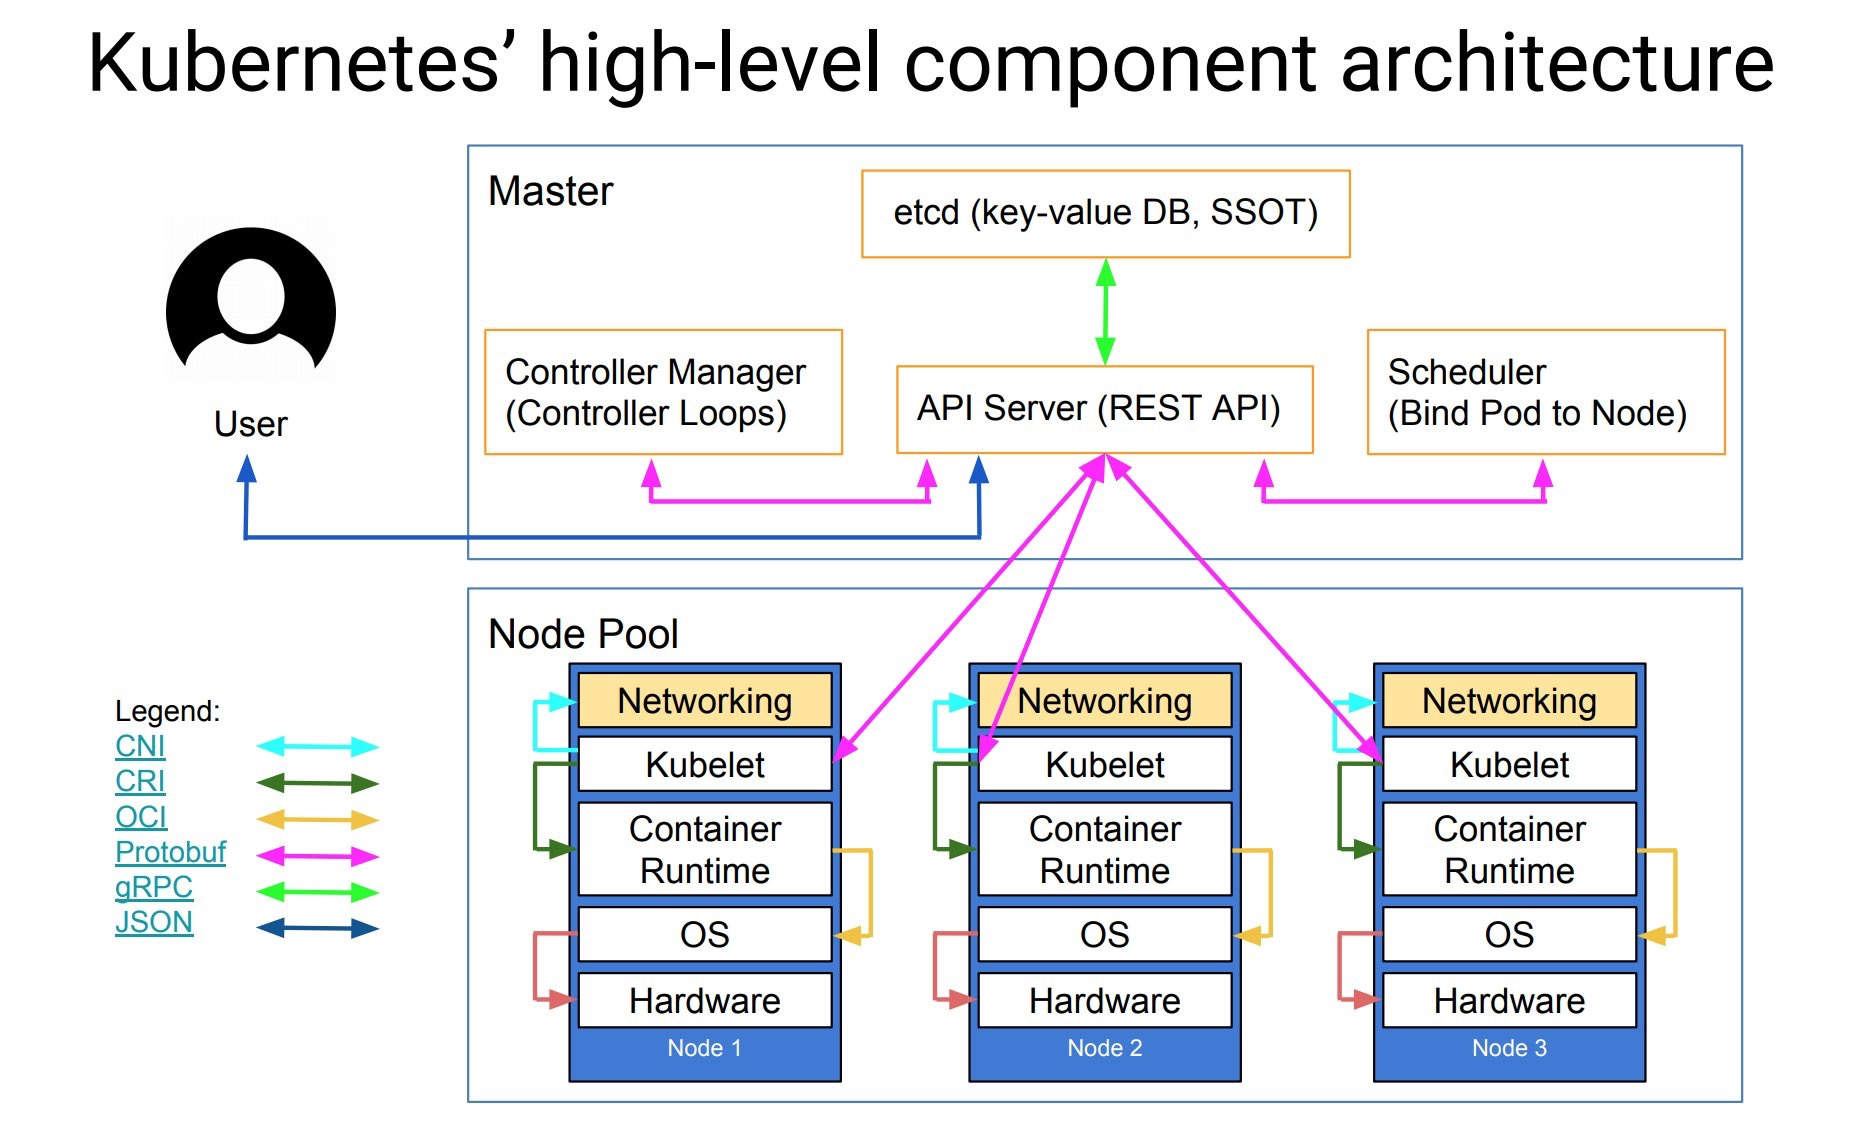 Kubernetes’ high-level component architecture
Master
etcd (key-value DB, SSOT)
Controller Manager
(Controller Loops)
API Server (REST API)
Scheduler
(Bind Pod to Node)
User
Node Pool
Networking
Kubelet
Container
Runtime
OS
Hardware
Node 1
Networking
Kubelet
Container
Runtime
OS
Hardware
Node 2
Networking
Kubelet
Container
Runtime
OS
Hardware
Node 3
Legend:
CNI
CRI
OCI
Protobuf
gRPC
JSON